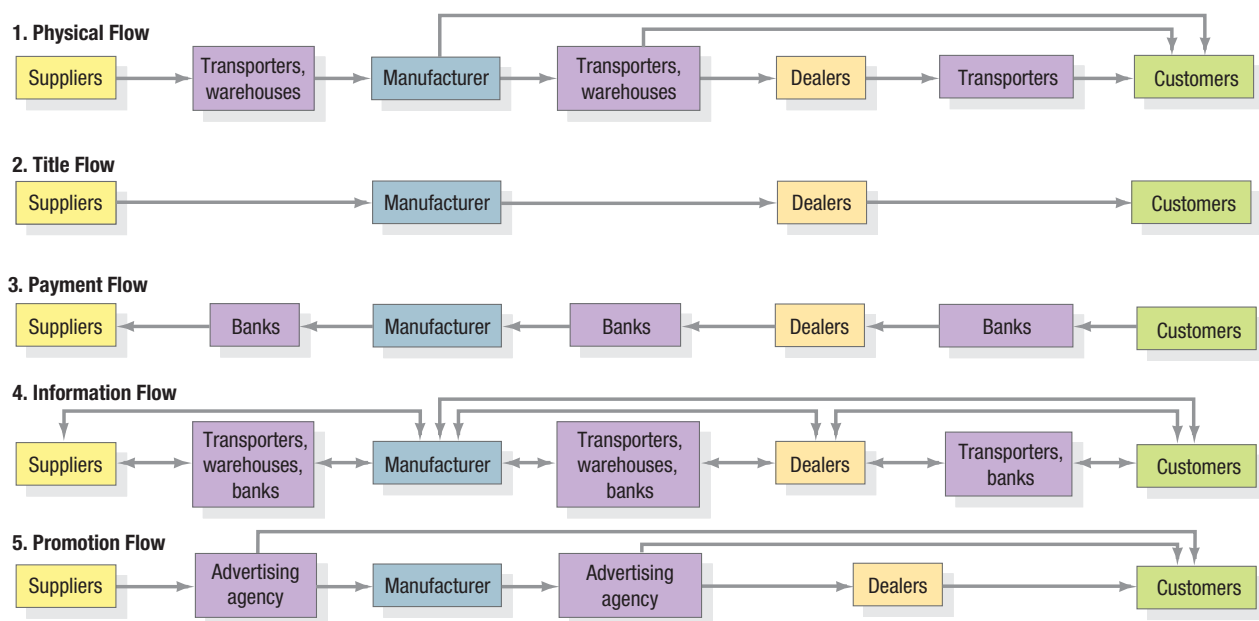 1. Physical Flow
Suppliers
Transporters,
warehouses
Manufacturer
Transporters,
warehouses
Dealers
Transporters
Customers
2. Title Flow
Suppliers
Manufacturer
Dealers
Customers
3. Payment Flow
Suppliers
Banks
Manufacturer
Banks
Dealers
Banks
Customers
4. Information Flow
Suppliers
Transporters,
warehouses,
banks
Manufacturer
Transporters,
warehouses,
banks
Dealers
Transporters,
banks
Customers
5. Promotion Flow
Suppliers
Advertising
agency
Manufacturer
Advertising
agency
Dealers
Customers